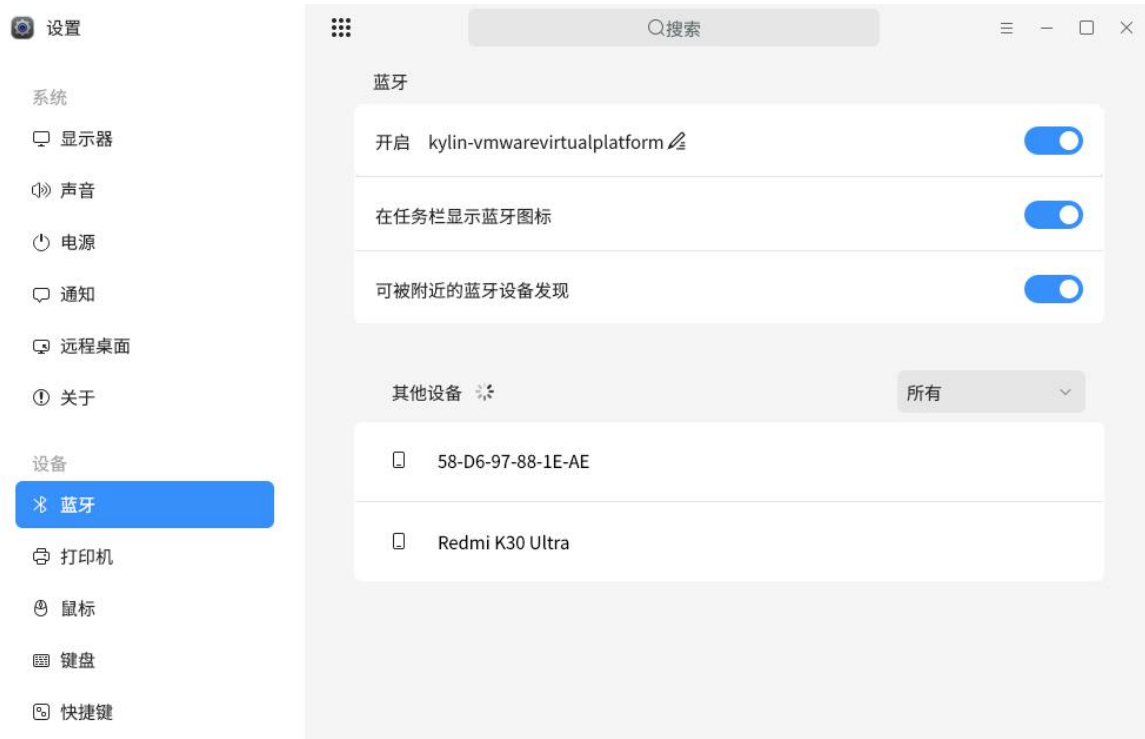 设置
搜索
系统
显示器
声音
电源
通知
远程桌面
关于
设备
蓝牙
打印机
鼠标
键盘
快捷键
蓝牙
开启 kylin-vmwarevirtualplatform
在任务栏显示蓝牙图标
可被附近的蓝牙设备发现
其他设备 所有
58-D6-97-88-1E-AE
Redmi K30 Ultra